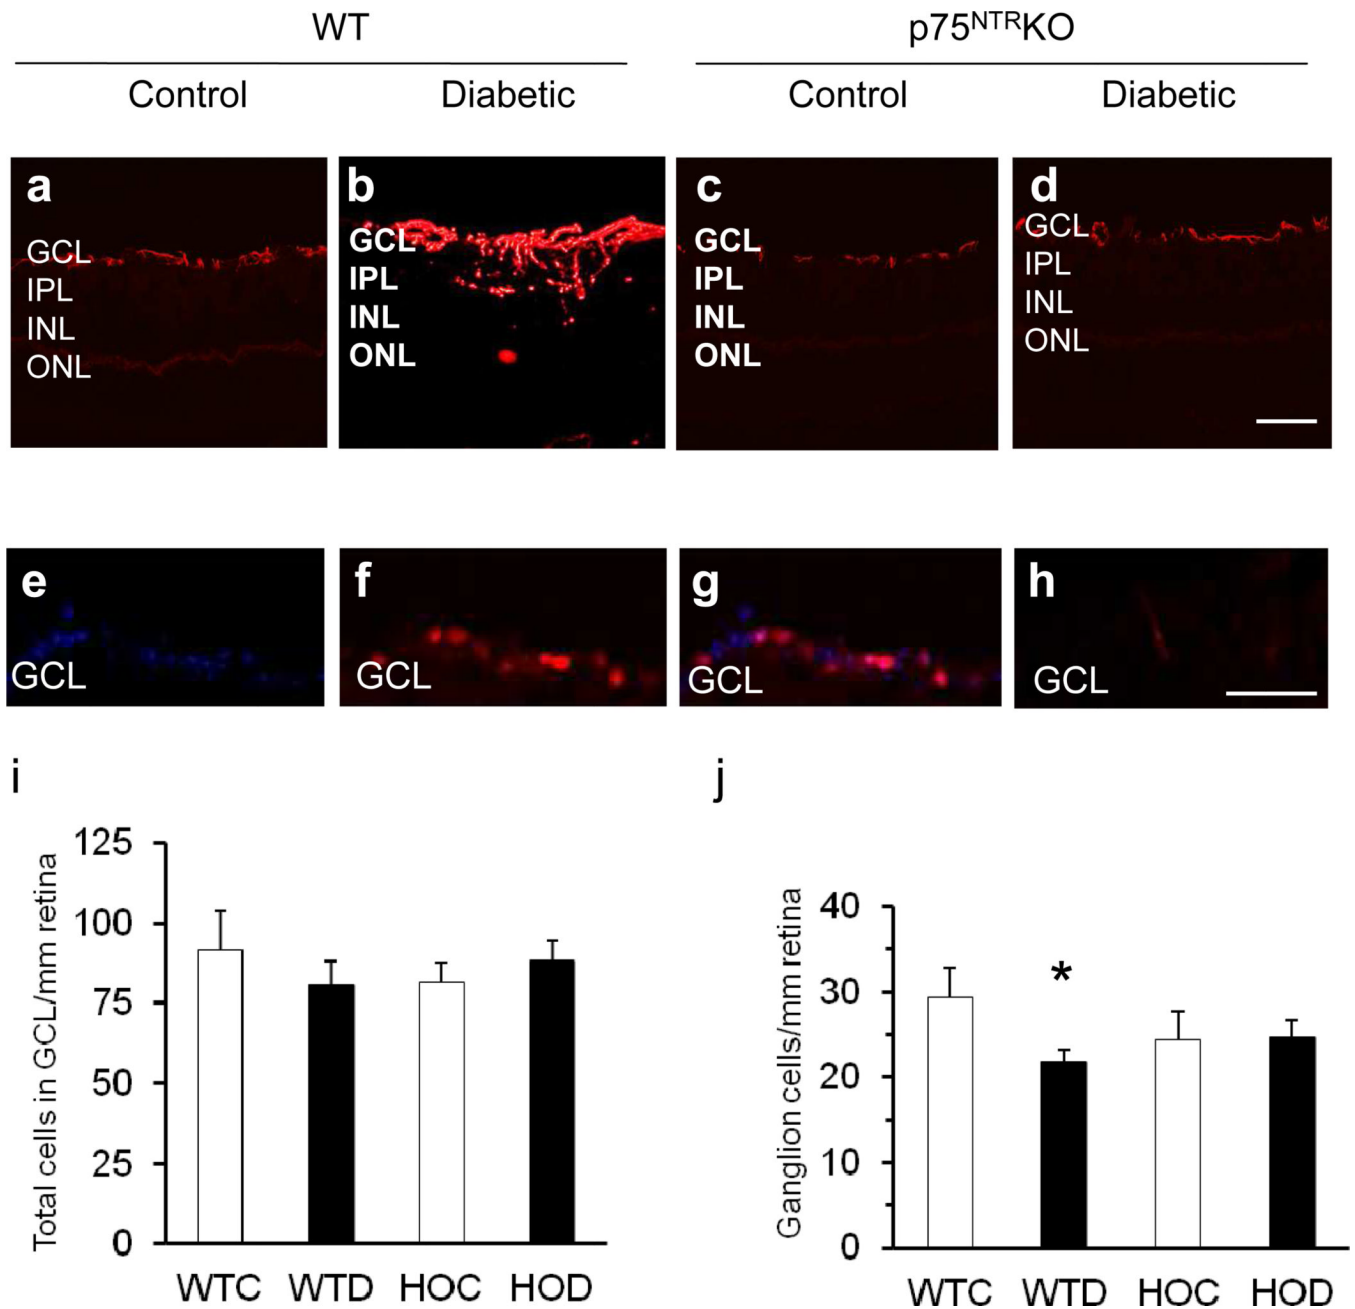 WT p75NTRKO
Control Diabetic Control Diabetic
a b c d
GCL GCL GCL GCL
IPL IPL IPL IPL
INL INL INL INL
ONL ONL ONL ONL
e f g h
GCL GCL GCL GCL
i j
Total cells in GCL/mm retina
125
100
75
50
25
0
WTC WTD HOC HOD
Ganglion cells/mm retina
40
30
20
10
0
*
WTC WTD HOC HOD